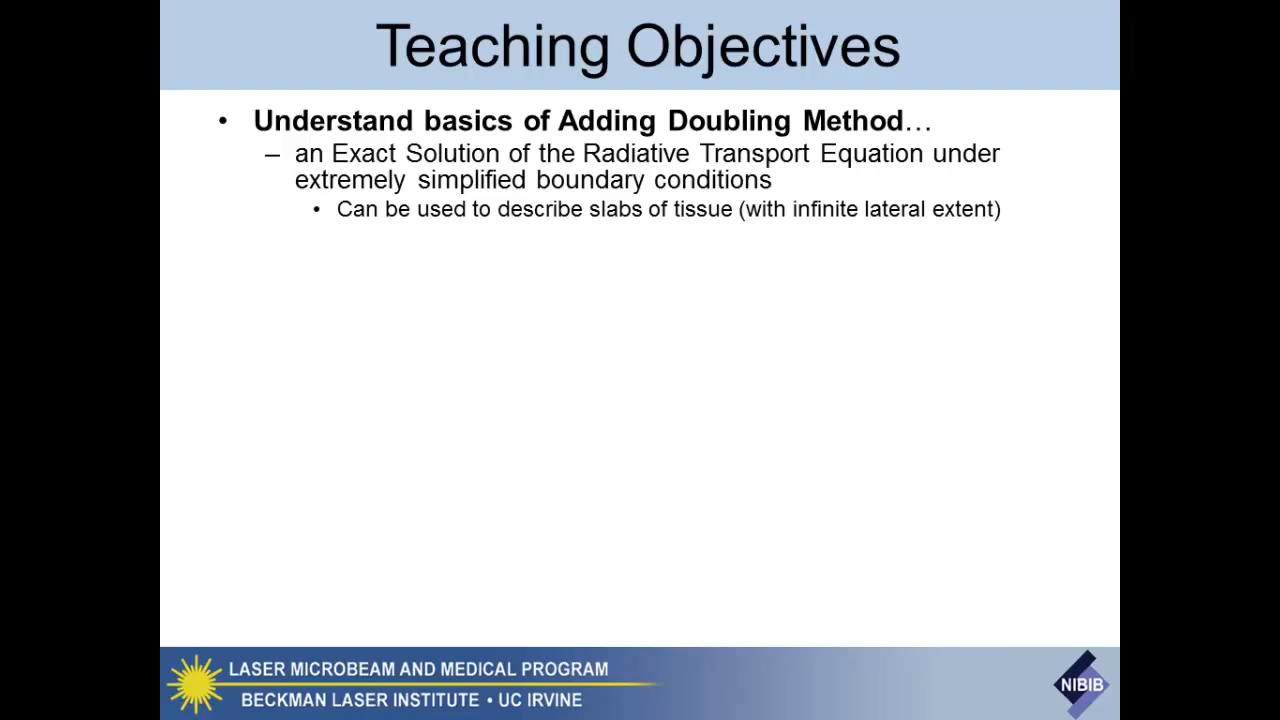 Teaching Objectives
• Understand basics of Adding Doubling Method…
– an Exact Solution of the Radiative Transport Equation under
extremely simplified boundary conditions
• Can be used to describe slabs of tissue (with infinite lateral extent)
LASER MICROBEAM AND MEDICAL PROGRAM
BECKMAN LASER INSTITUTE • UC IRVINE
NIBIB